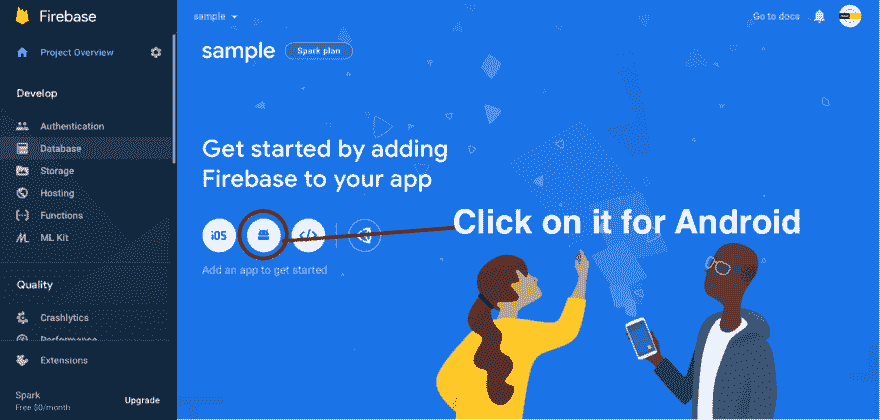 Firebase
Project Overview
Develop
Authentication
Database
Storage
Hosting
Functions
ML Kit
Quality
Crashlytics
Performance
Extensions
Spark
Free $0/month
Upgrade
sample
Go to docs
sample
Spark plan
Get started by adding
Firebase to your app
iOS
</>
Click on it for Android
Add an app to get started